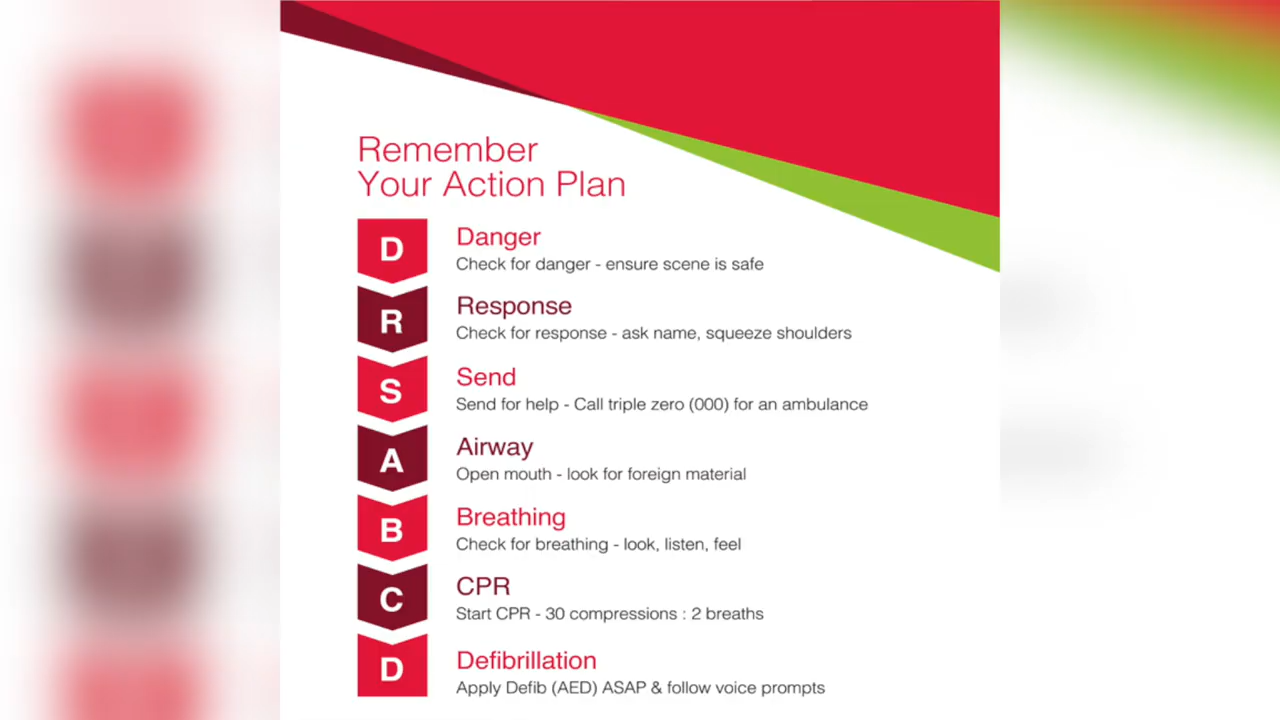 Remember
Your Action Plan
D
Danger
Check for danger - ensure scene is safe
R
Response
Check for response - ask name, squeeze shoulders
S
Send
Send for help - Call triple zero (000) for an ambulance
A
Airway
Open mouth - look for foreign material
B
Breathing
Check for breathing - look, listen, feel
C
CPR
Start CPR - 30 compressions : 2 breaths
D
Defibrillation
Apply Defib (AED) ASAP & follow voice prompts